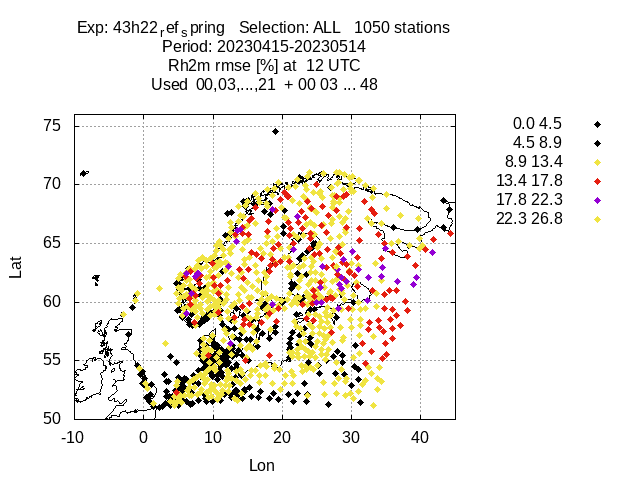 Exp: 43h22ref spring   Selection: ALL   1050 stations
Period: 20230415-20230514
Rh2m rmse [%] at  12 UTC
Used  00,03,...,21  + 00 03 ... 48
0.0 4.5
4.5 8.9
8.9 13.4
13.4 17.8
17.8 22.3
22.3 26.8
75
70
65
60
55
50
Lat
-10 0 10 20 30 40
Lon